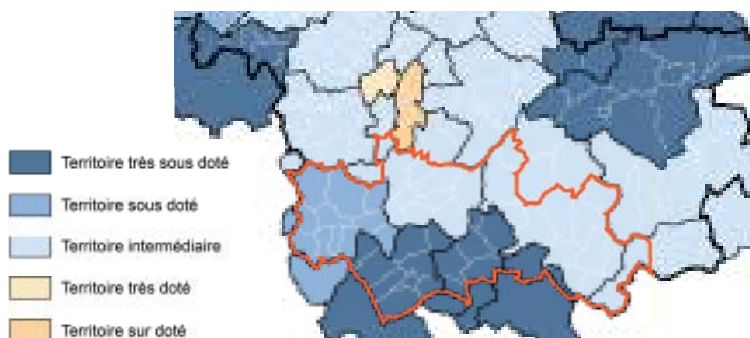 Territoire très sous doté
Territoire sous doté
Territoire intermédiaire
Territoire très doté
Territoire sur doté